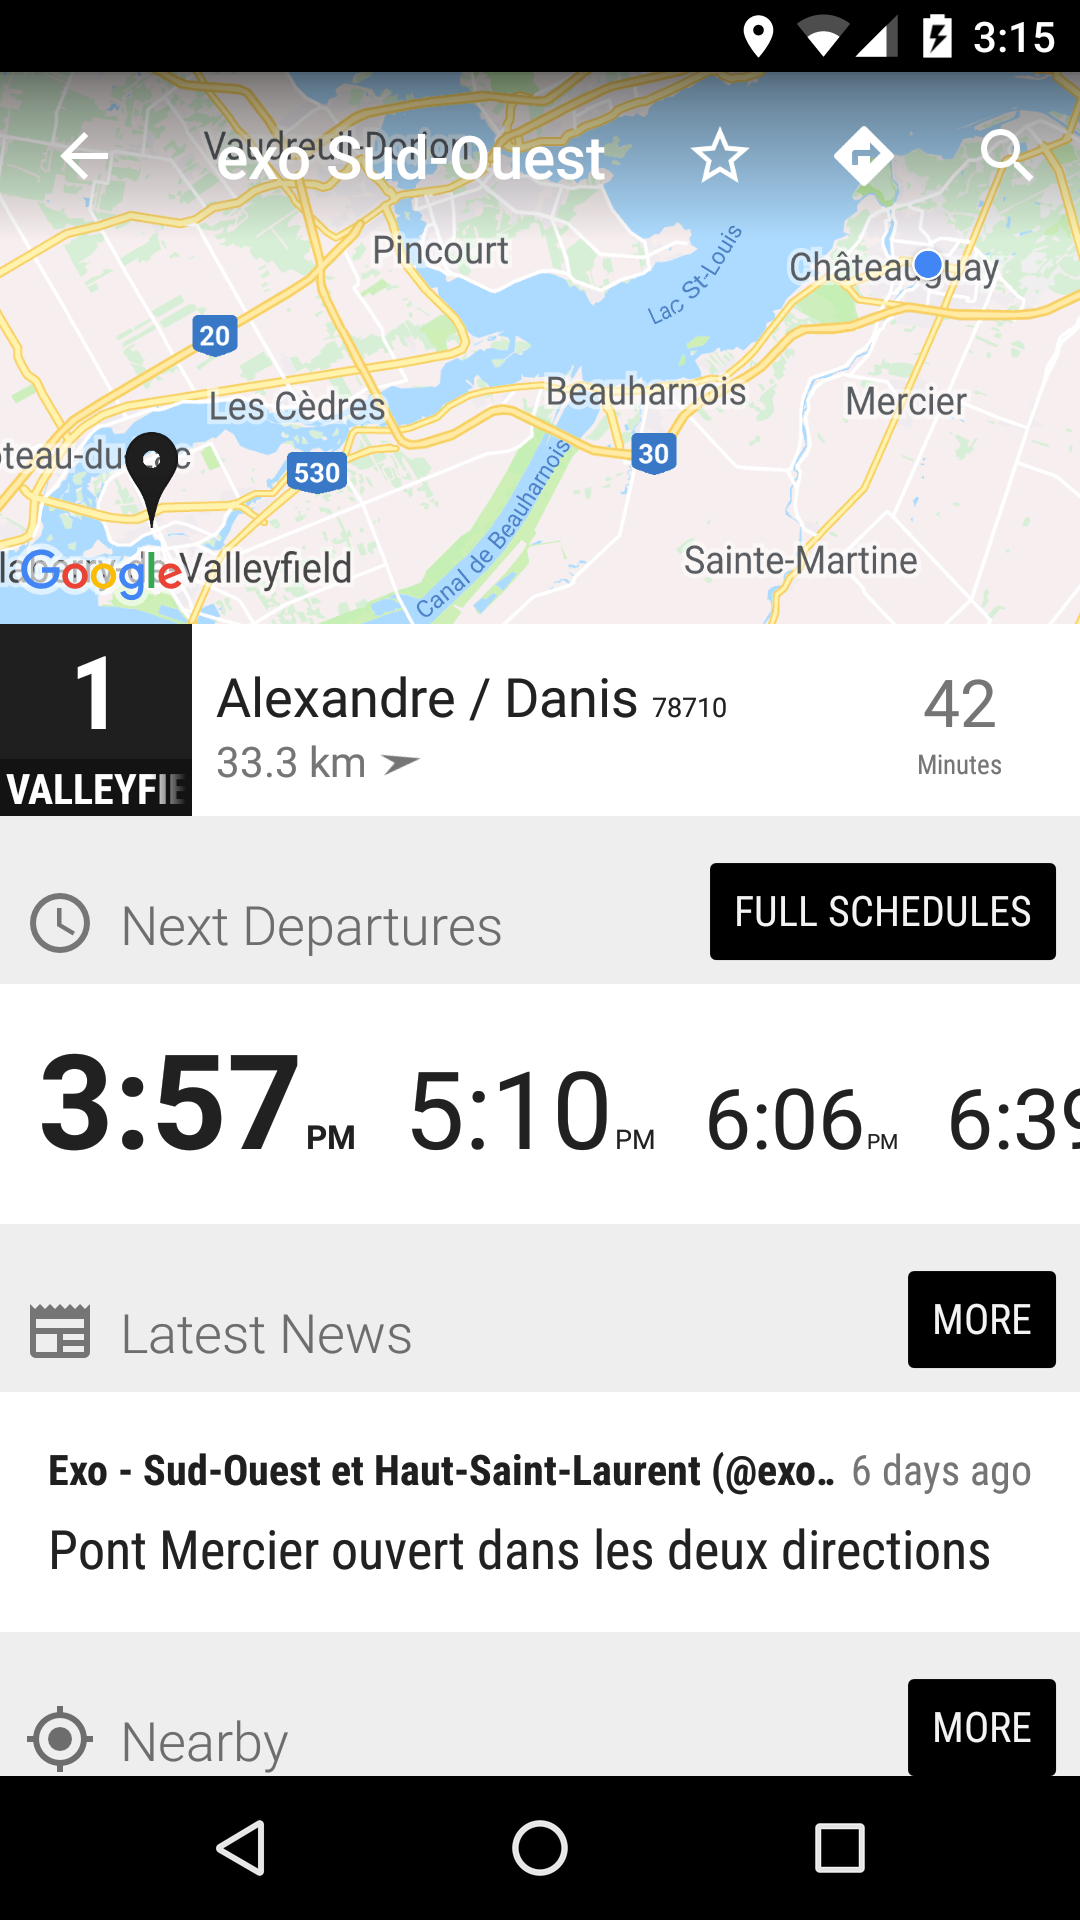 3:15
Vaudreuil-Dorion
exo Sud-Ouest
Pincourt
Lac St-Louis
Châteauguay
20
Les Cèdres
Beauharnois
Mercier
30
530
Canal de Beauharnois
Valleyfield
Google
Sainte-Martine
1
VALLEYFIE
Alexandre / Danis 78710
33.3 km
42
Minutes
Next Departures
FULL SCHEDULES
3:57 PM 5:10 PM 6:06 PM 6:39
Latest News
MORE
Exo - Sud-Ouest et Haut-Saint-Laurent (@exo… 6 days ago
Pont Mercier ouvert dans les deux directions
Nearby
MORE